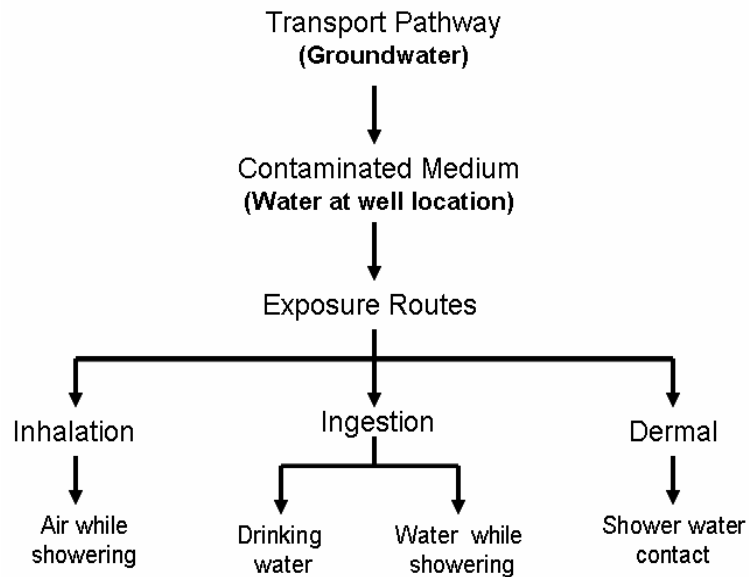 Transport Pathway
(Groundwater)
Contaminated Medium
(Water at well location)
Exposure Routes
Inhalation
Ingestion
Dermal
Air while
showering
Drinking
water
Water while
showering
Shower water
contact